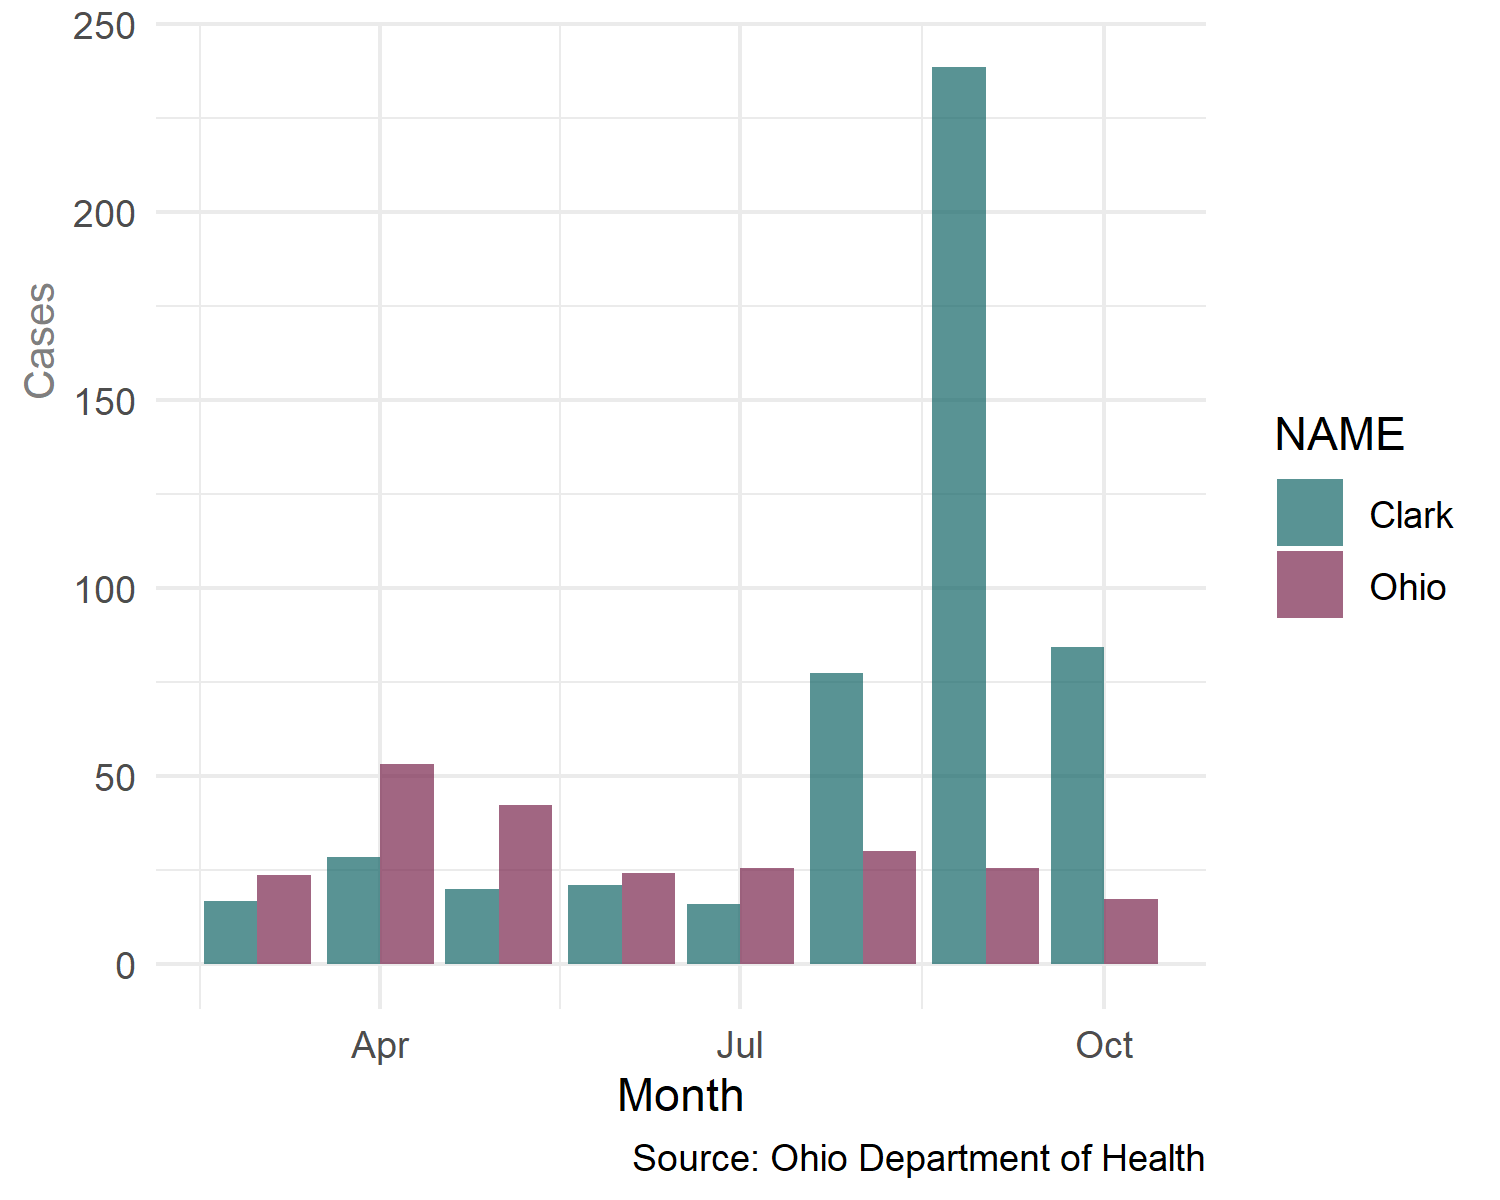 250
200
150
100
50
0
Cases
Apr
Jul
Oct
Month
Source: Ohio Department of Health
NAME
Clark
Ohio